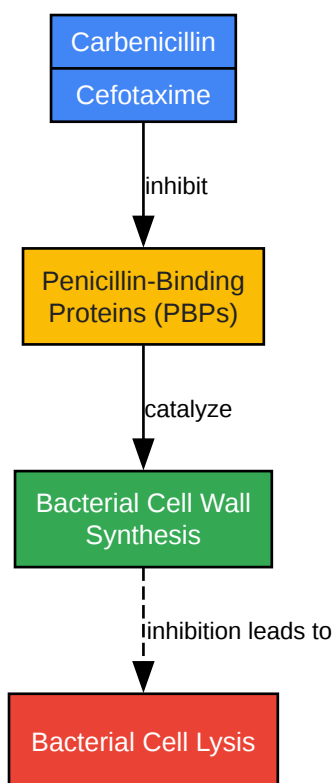 Carbenicillin
Cefotaxime
inhibit
Penicillin-Binding
Proteins (PBPs)
catalyze
Bacterial Cell Wall
Synthesis
inhibition leads to
Bacterial Cell Lysis